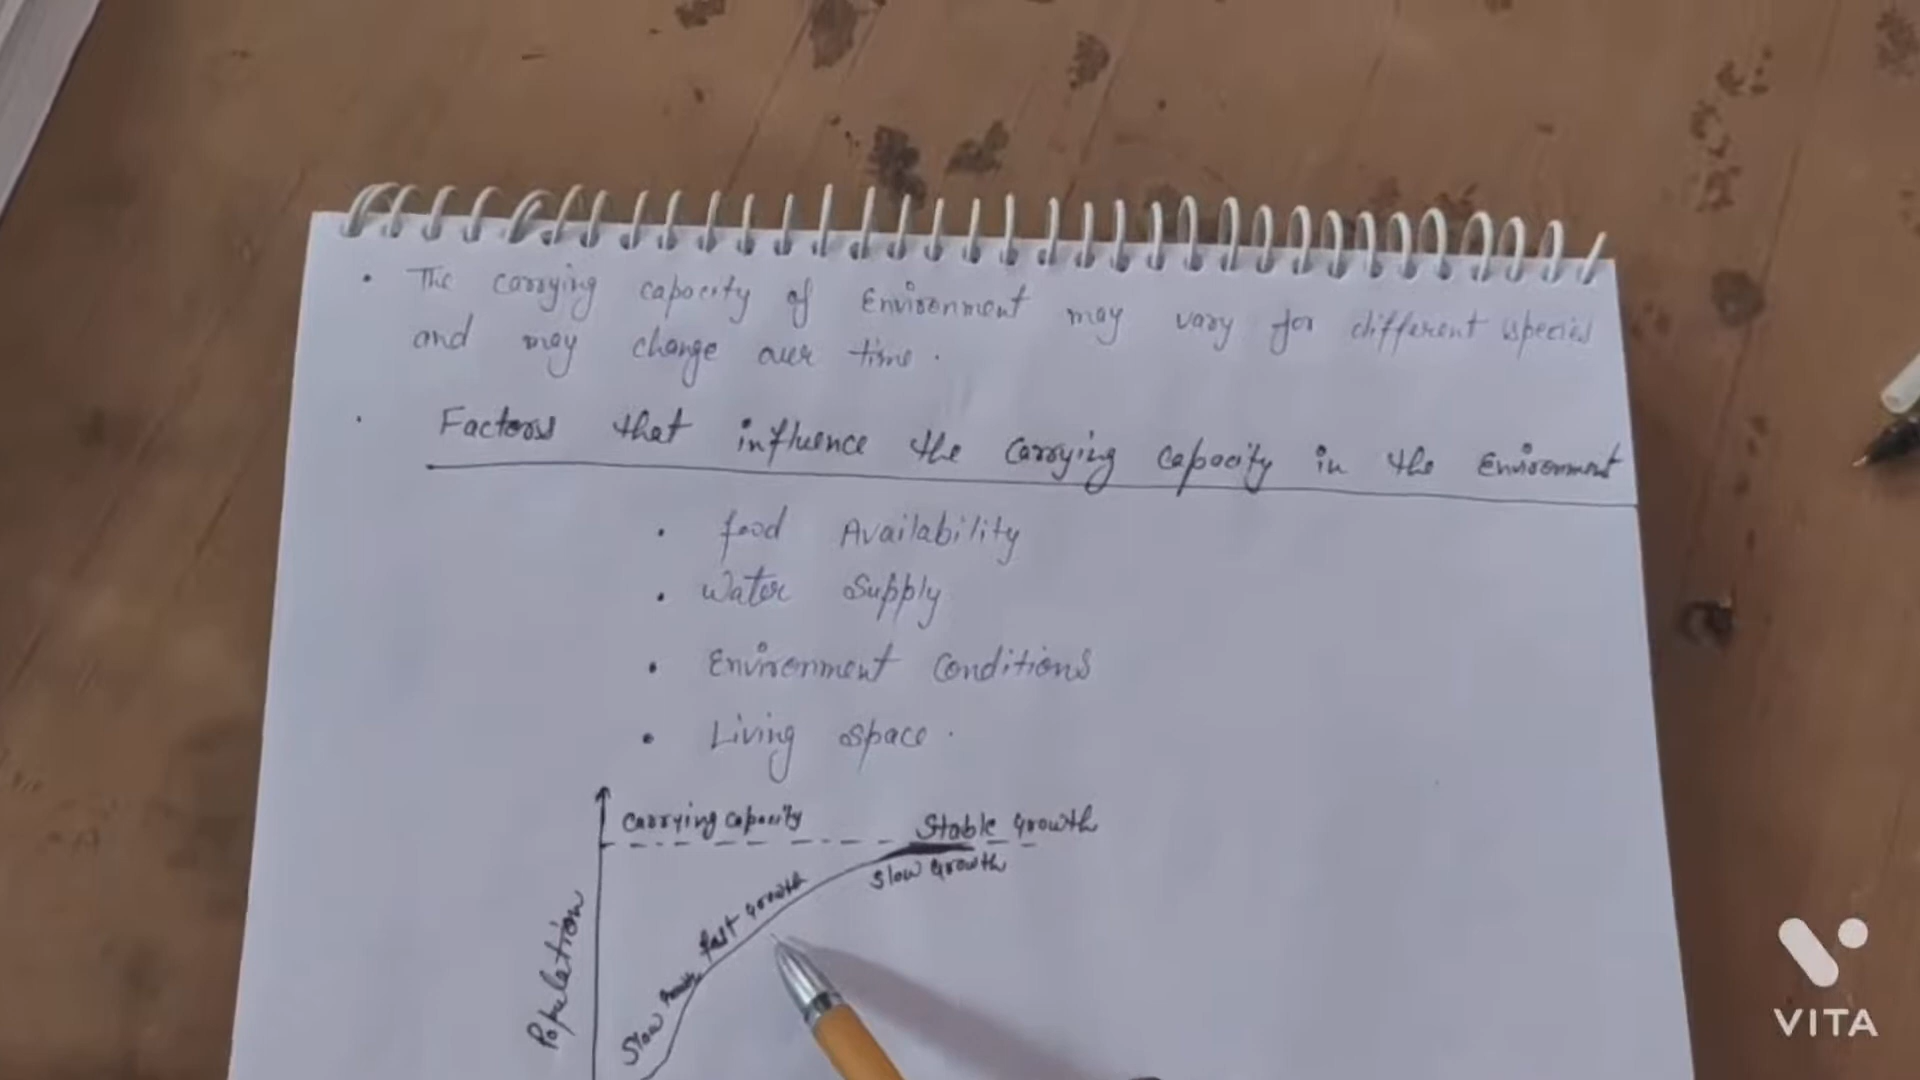 • The carrying capacity of Environment may vary for different species
and may change over time.
• Factors that influence the carrying capacity in the Environment
• food Availability
• Water Supply
• Environment Conditions
• Living space.
Carrying capacity
Stable growth
Slow growth
fast growth
Slow growth
Population
VITA